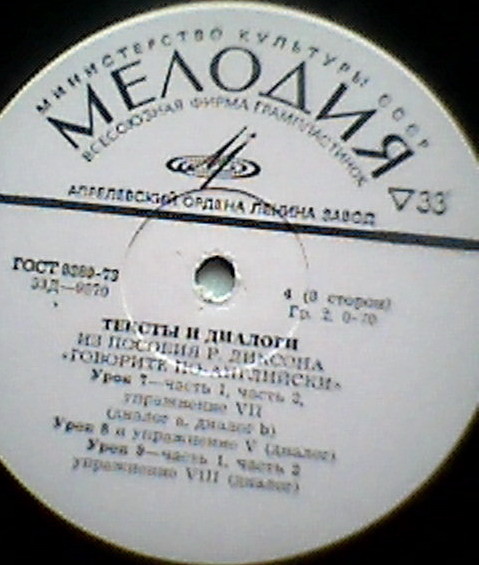 МИНИСТЕРСТВО КУЛЬТУРЫ СССР
МЕЛОДИЯ
ВСЕСОЮЗНАЯ ФИРМА ГРАМПЛАСТИНОК
АПРЕЛЕВСКИЙ ОРДЕНА ЛЕНИНА ЗАВОД
33
ГОСТ 5289-73
33Д—
4 (8 сторон)
Гр. 2. 0-70
ТЕКСТЫ И ДИАЛОГИ
ИЗ ПОСОБИЯ Р. ДИКСОНА
«ГОВОРИТЕ ПО-АНГЛИЙСКИ»
Урок 7—часть 1, часть 2,
упражнение VII
(диалог a, диалог b)
Урок 8 и упражнение V (диалог)
Урок 9—часть 1, часть 2
упражнение VIII (диалог)